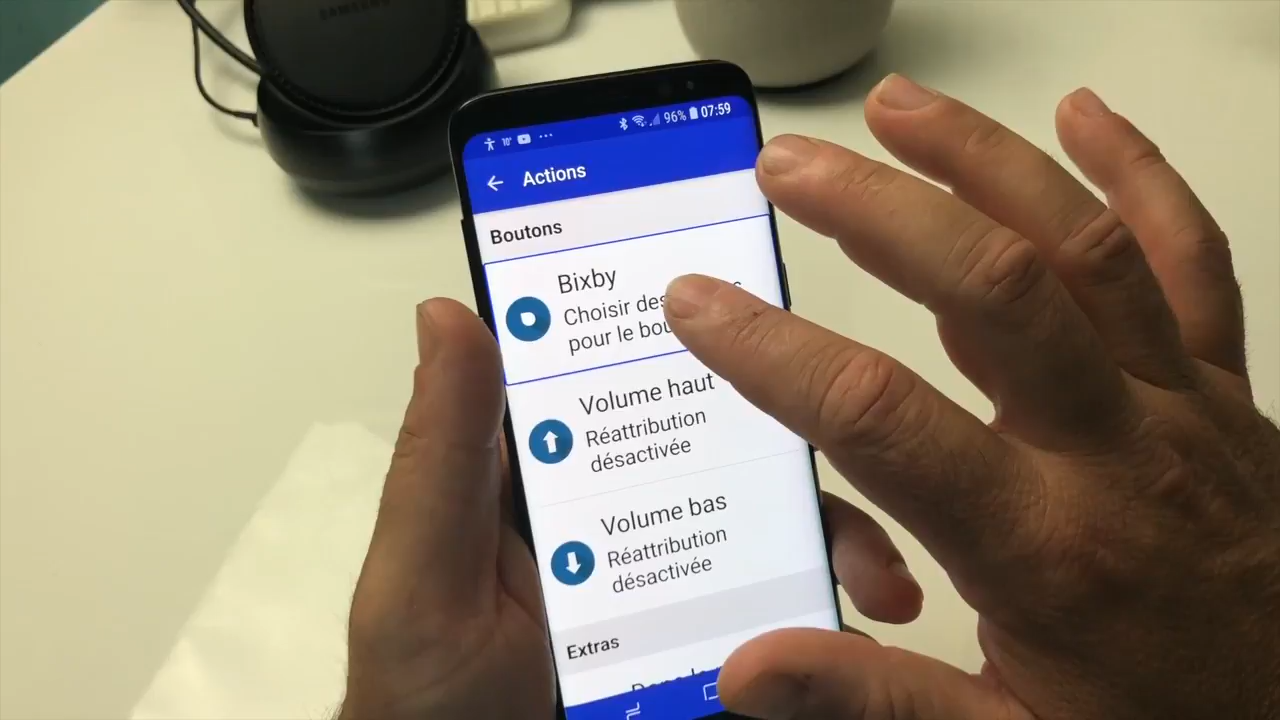 SAMSUNG
96% 07:59
Actions
Boutons
Bixby
Choisir des
pour le bou
Volume haut
Réattribution
désactivée
Volume bas
Réattribution
désactivée
Extras